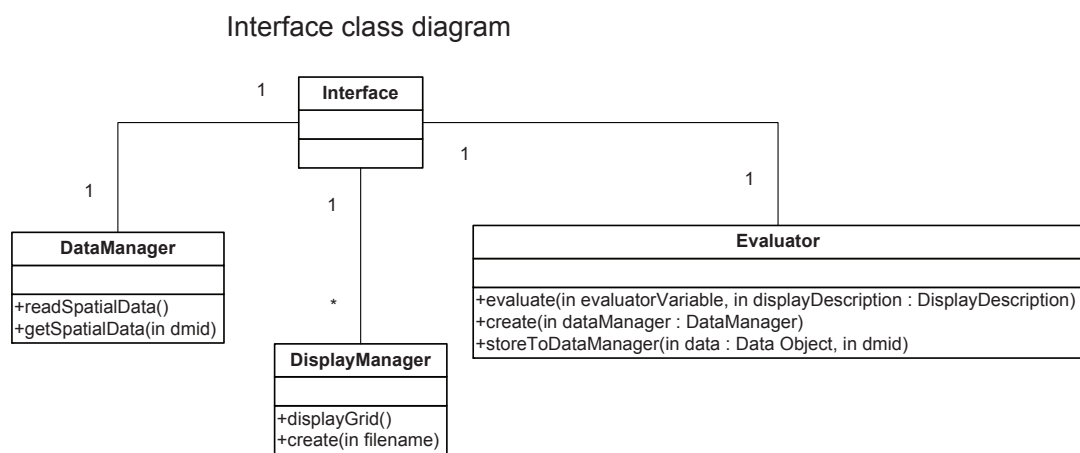 Interface class diagram
1
Interface
1
1
1
1
DataManager
+readSpatialData()
+getSpatialData(in dmid)
*
DisplayManager
+displayGrid()
+create(in filename)
Evaluator
+evaluate(in evaluatorVariable, in displayDescription : DisplayDescription)
+create(in dataManager : DataManager)
+storeToDataManager(in data : Data Object, in dmid)